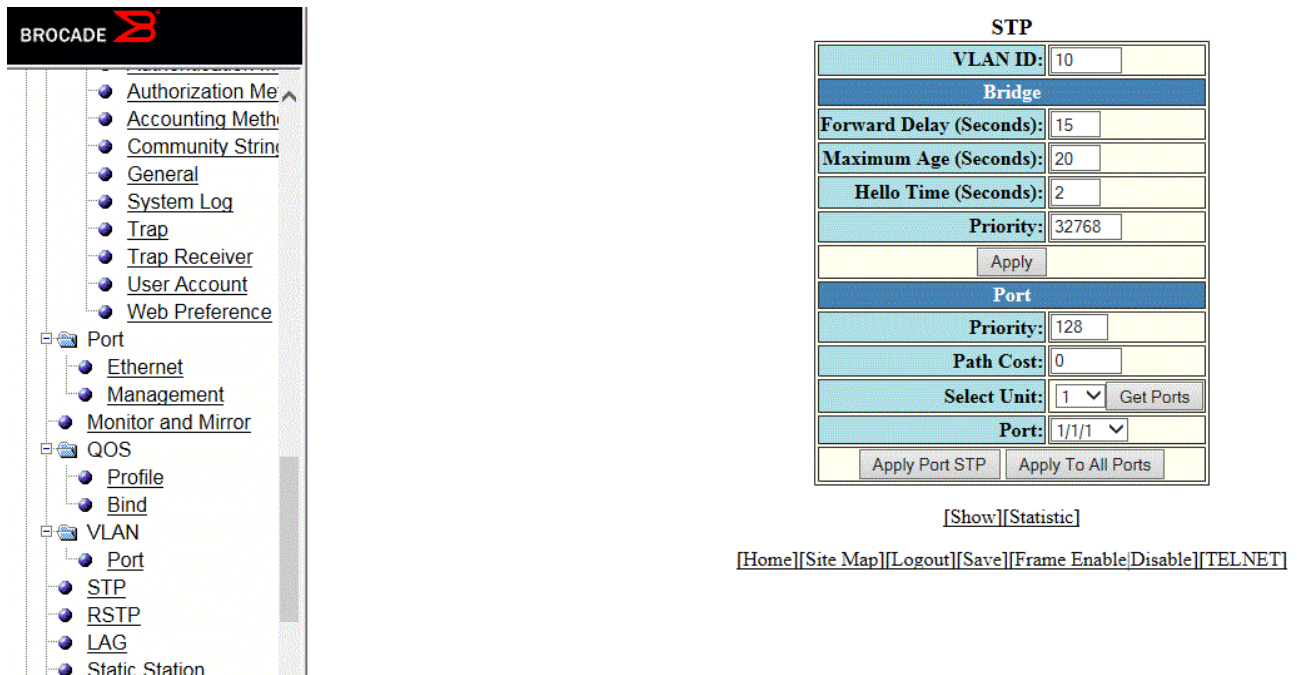 BROCADE
Authorization Me
Accounting Meth
Community String
General
System Log
Trap
Trap Receiver
User Account
Web Preference
Port
Ethernet
Management
Monitor and Mirror
QOS
Profile
Bind
VLAN
Port
STP
RSTP
LAG
Static Station
STP
VLAN ID: 10
Bridge
Forward Delay (Seconds): 15
Maximum Age (Seconds): 20
Hello Time (Seconds): 2
Priority: 32768
Apply
Port
Priority: 128
Path Cost: 0
Select Unit: 1 Get Ports
Port: 1/1/1
Apply Port STP Apply To All Ports
[Show][Statistic]
[Home][Site Map][Logout][Save][Frame Enable|Disable][TELNET]